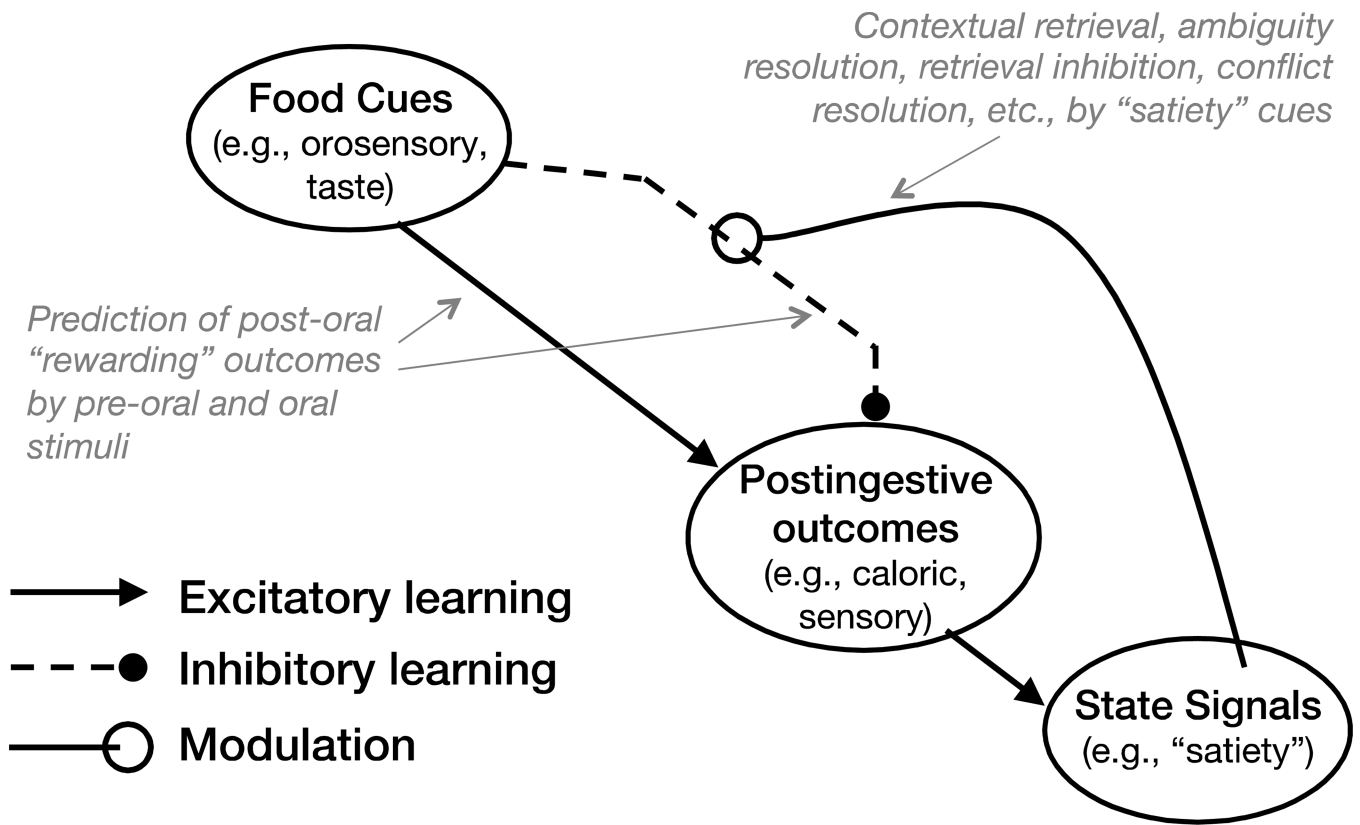 Contextual retrieval, ambiguity
resolution, retrieval inhibition, conflict
resolution, etc., by “satiety” cues
Food Cues
(e.g., orosensory,
taste)
Prediction of post-oral
“rewarding” outcomes
by pre-oral and oral
stimuli
Postingestive
outcomes
(e.g., caloric,
sensory)
State Signals
(e.g., “satiety”)
Excitatory learning
Inhibitory learning
Modulation